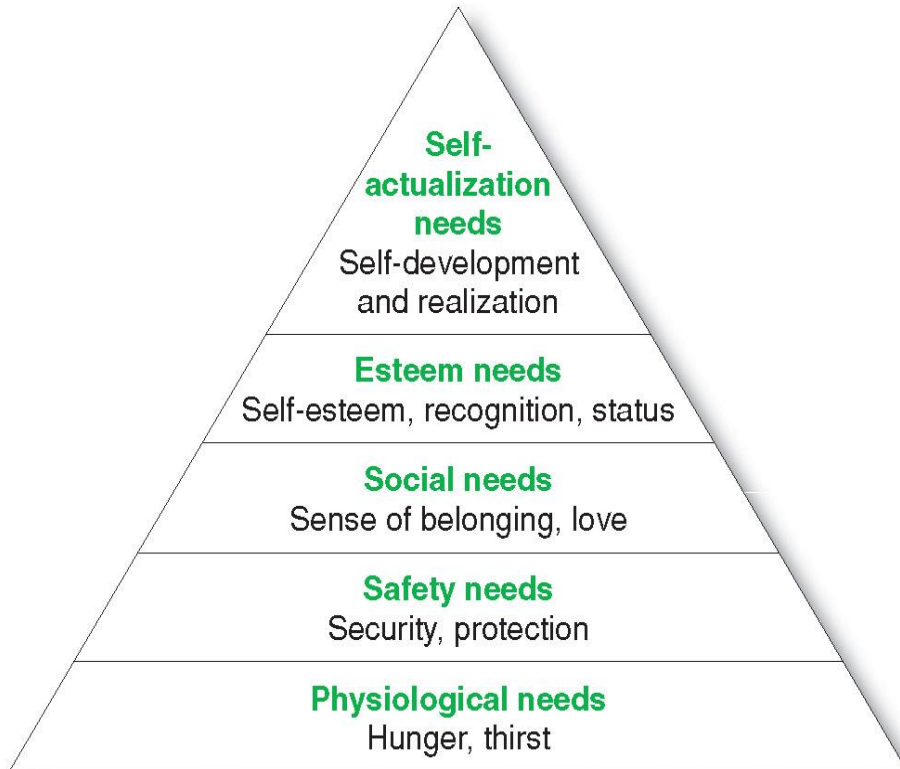 Self-
actualization
needs
Self-development
and realization
Esteem needs
Self-esteem, recognition, status
Social needs
Sense of belonging, love
Safety needs
Security, protection
Physiological needs
Hunger, thirst